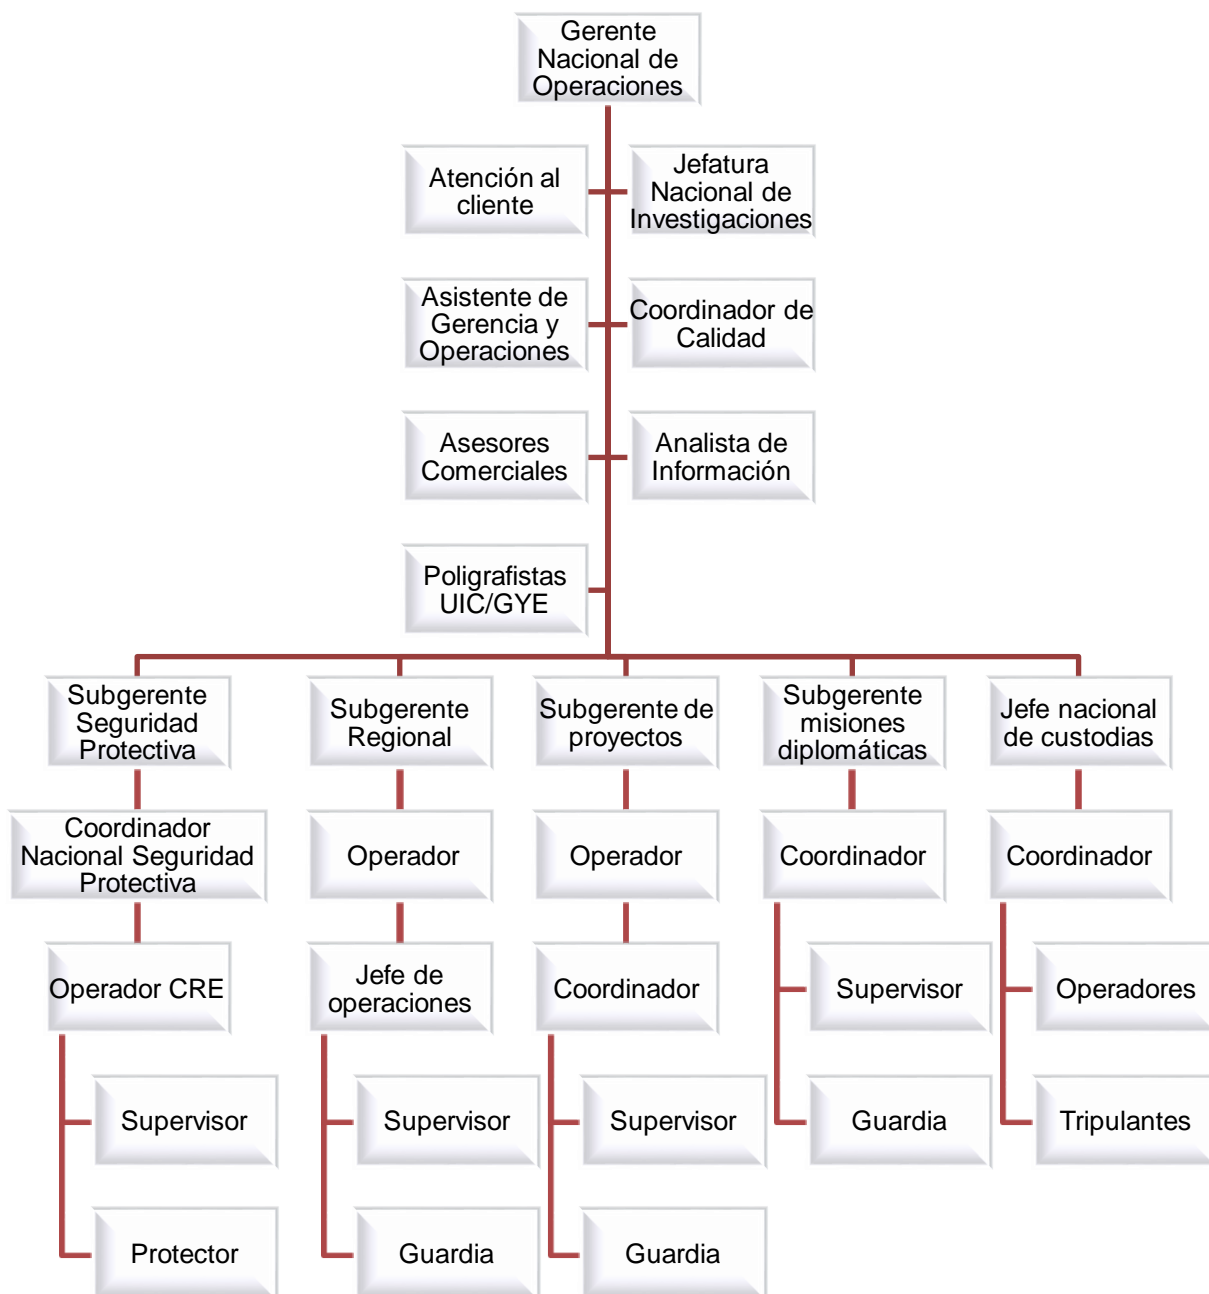 Gerente
Nacional de
Operaciones
Atención al
cliente
Jefatura
Nacional de
Investigaciones
Asistente de
Gerencia y
Operaciones
Coordinador de
Calidad
Asesores
Comerciales
Analista de
Información
Poligrafistas
UIC/GYE
Subgerente
Seguridad
Protectiva
Subgerente
Regional
Subgerente de
proyectos
Subgerente
misiones
diplomáticas
Jefe nacional
de custodias
Coordinador
Nacional Seguridad
Protectiva
Operador
Operador
Coordinador
Coordinador
Operador CRE
Jefe de
operaciones
Coordinador
Supervisor
Operadores
Supervisor
Supervisor
Supervisor
Guardia
Tripulantes
Protector
Guardia
Guardia